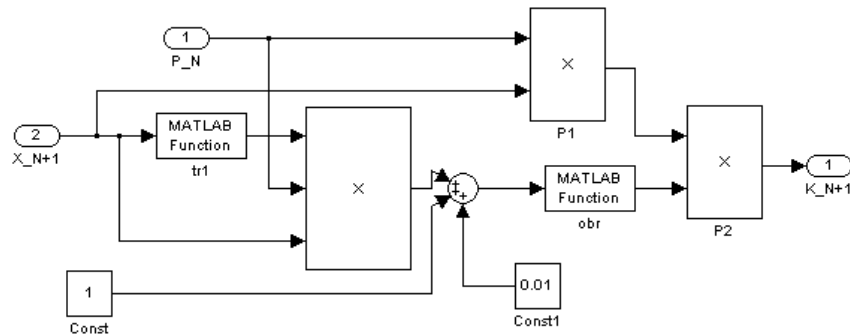 1
P_N
×
P1
2
X_N+1
MATLAB
Function
tr1
×
+
+
+
MATLAB
Function
obr
×
P2
1
K_N+1
1
Const
0.01
Const1